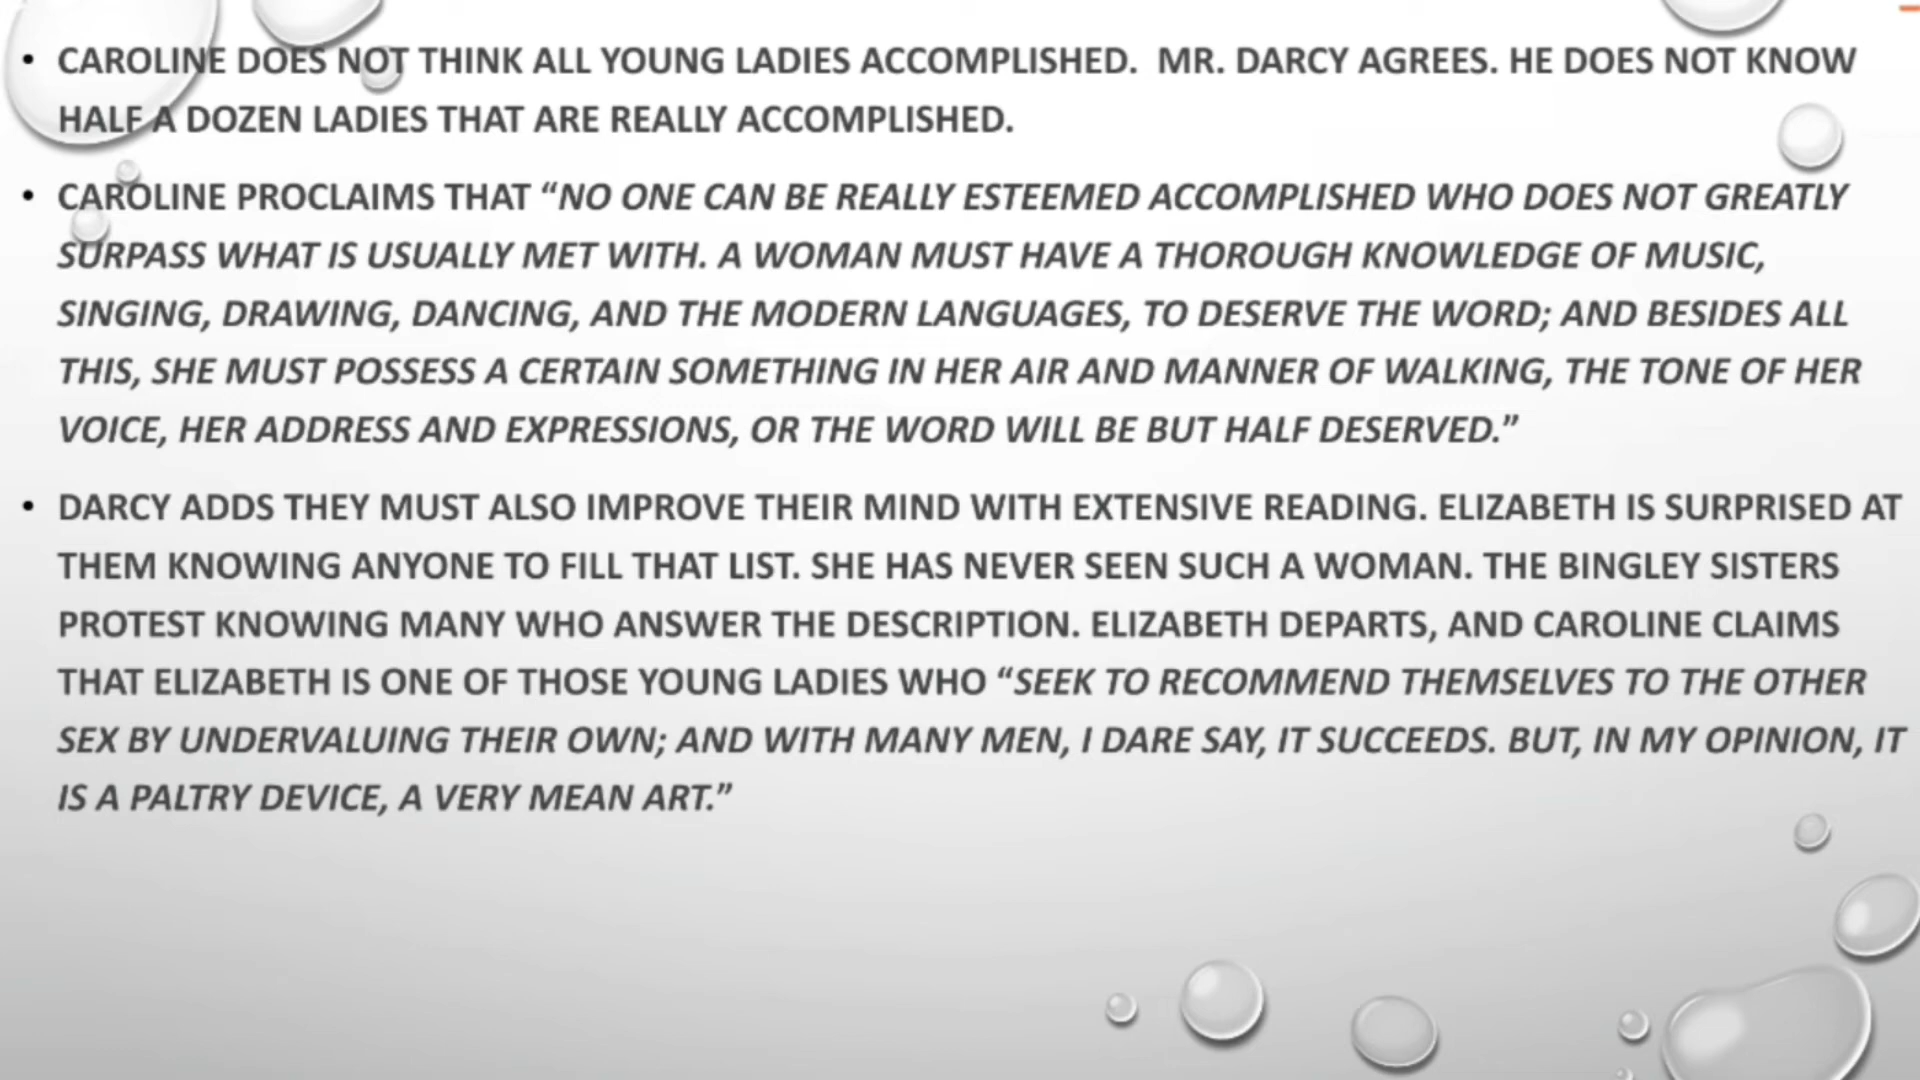 • CAROLINE DOES NOT THINK ALL YOUNG LADIES ACCOMPLISHED.  MR. DARCY AGREES. HE DOES NOT KNOW
HALF A DOZEN LADIES THAT ARE REALLY ACCOMPLISHED.
• CAROLINE PROCLAIMS THAT “NO ONE CAN BE REALLY ESTEEMED ACCOMPLISHED WHO DOES NOT GREATLY
SURPASS WHAT IS USUALLY MET WITH. A WOMAN MUST HAVE A THOROUGH KNOWLEDGE OF MUSIC,
SINGING, DRAWING, DANCING, AND THE MODERN LANGUAGES, TO DESERVE THE WORD; AND BESIDES ALL
THIS, SHE MUST POSSESS A CERTAIN SOMETHING IN HER AIR AND MANNER OF WALKING, THE TONE OF HER
VOICE, HER ADDRESS AND EXPRESSIONS, OR THE WORD WILL BE BUT HALF DESERVED.”
• DARCY ADDS THEY MUST ALSO IMPROVE THEIR MIND WITH EXTENSIVE READING. ELIZABETH IS SURPRISED AT
THEM KNOWING ANYONE TO FILL THAT LIST. SHE HAS NEVER SEEN SUCH A WOMAN. THE BINGLEY SISTERS
PROTEST KNOWING MANY WHO ANSWER THE DESCRIPTION. ELIZABETH DEPARTS, AND CAROLINE CLAIMS
THAT ELIZABETH IS ONE OF THOSE YOUNG LADIES WHO “SEEK TO RECOMMEND THEMSELVES TO THE OTHER
SEX BY UNDERVALUING THEIR OWN; AND WITH MANY MEN, I DARE SAY, IT SUCCEEDS. BUT, IN MY OPINION, IT
IS A PALTRY DEVICE, A VERY MEAN ART.”